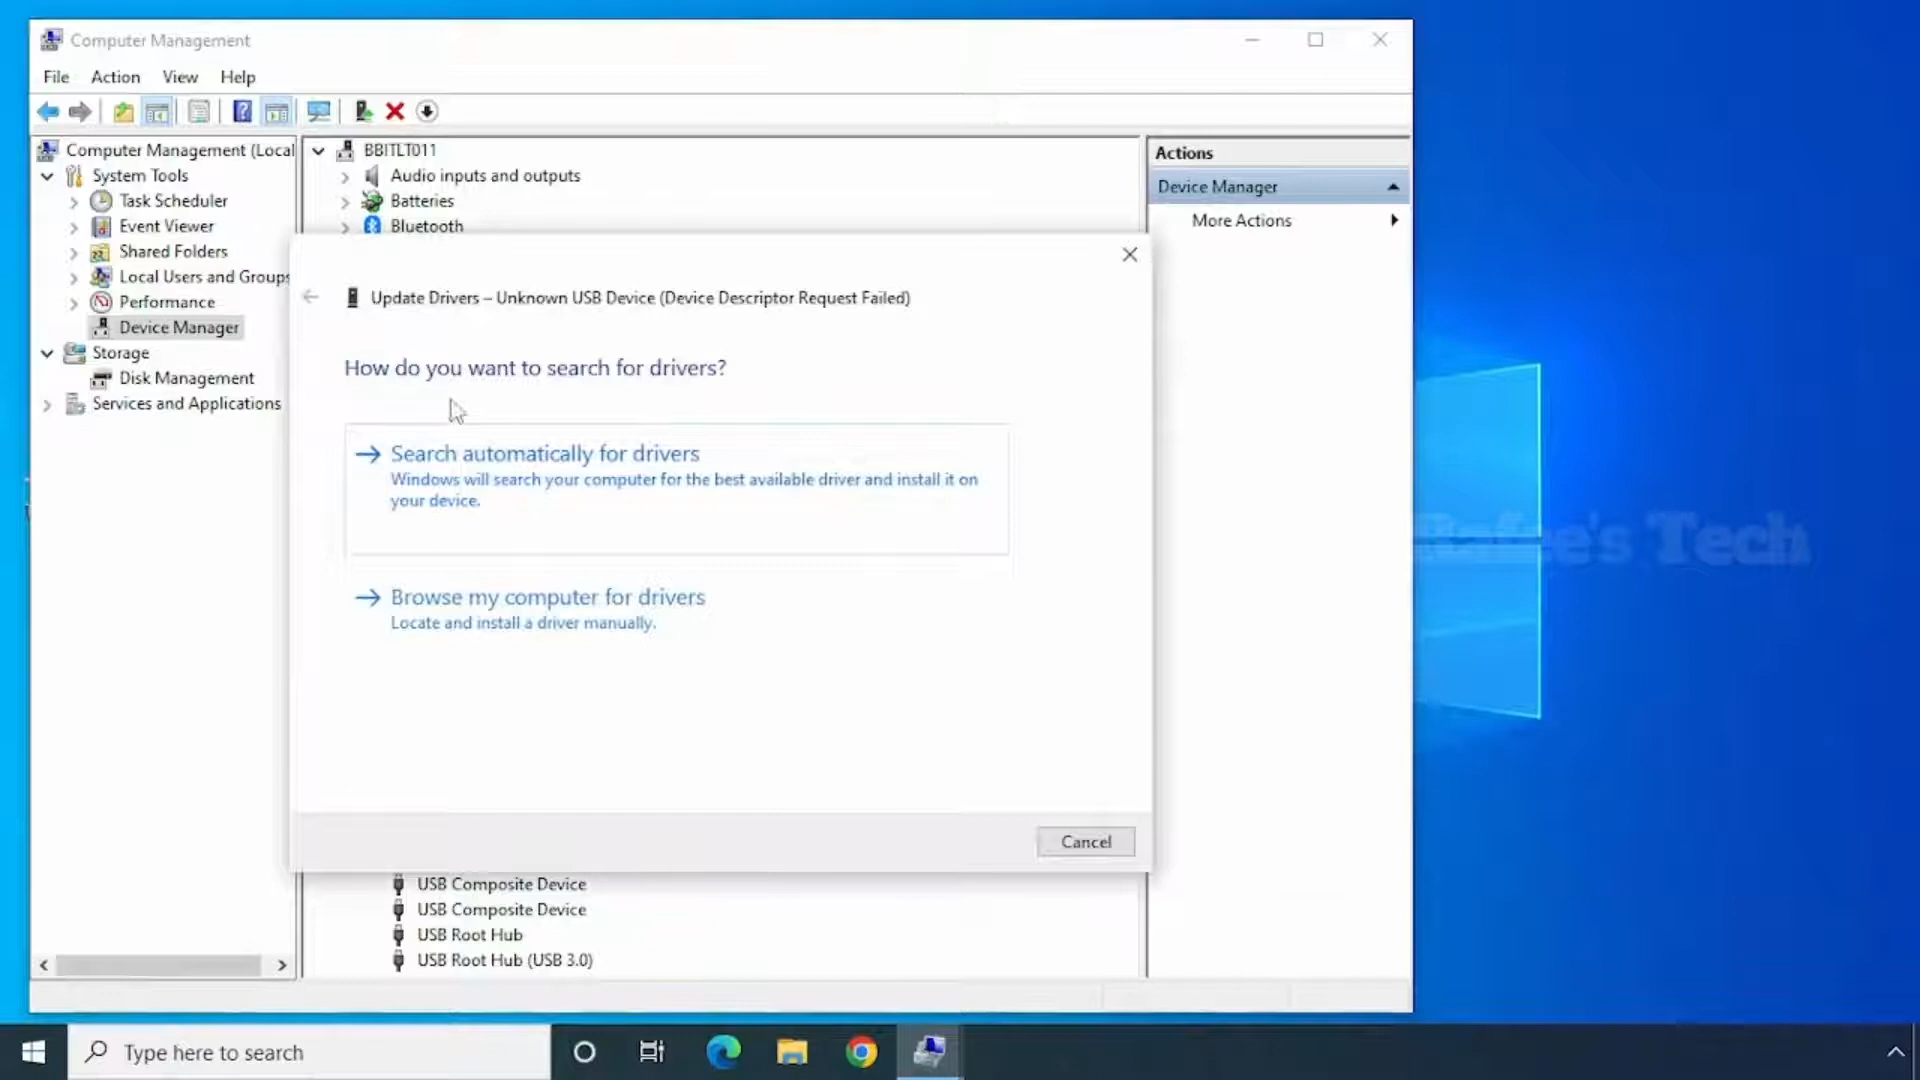 Computer Management
File Action View Help
Computer Management (Local
System Tools
Task Scheduler
Event Viewer
Shared Folders
Local Users and Groups
Performance
Device Manager
Storage
Disk Management
Services and Applications
BBITLT011
Audio inputs and outputs
Batteries
Bluetooth
Update Drivers – Unknown USB Device (Device Descriptor Request Failed)
How do you want to search for drivers?
Search automatically for drivers
Windows will search your computer for the best available driver and install it on
your device.
Browse my computer for drivers
Locate and install a driver manually.
Cancel
USB Composite Device
USB Composite Device
USB Root Hub
USB Root Hub (USB 3.0)
Actions
Device Manager
More Actions
Rafee's Tech
Type here to search